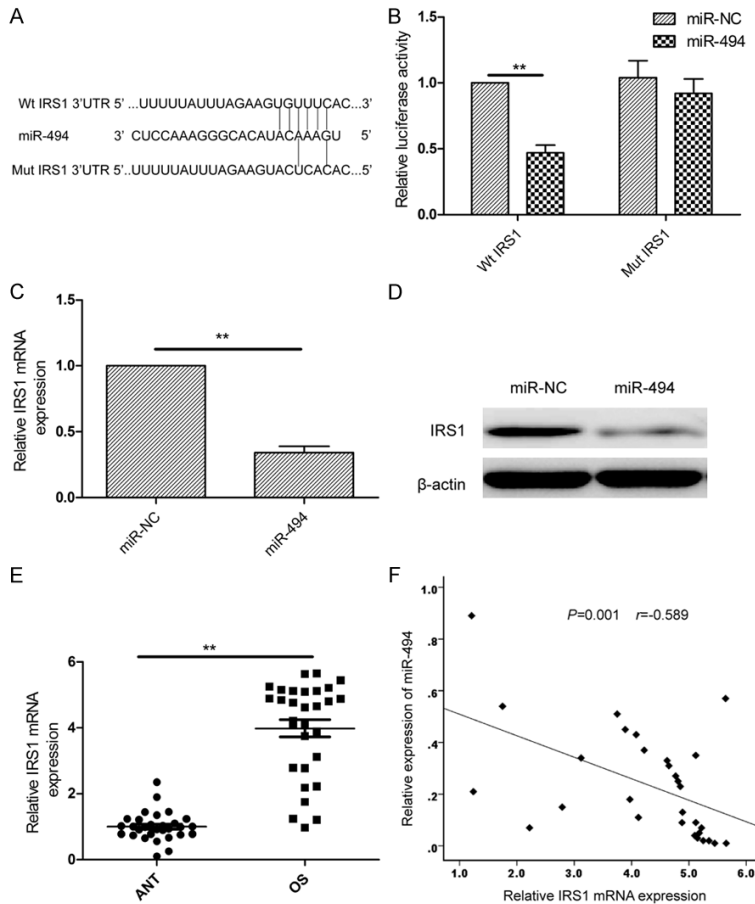 A
Wt IRS1 3'UTR 5' ...UUUUUAUUUAGAAGUGUUUCAC...3'
miR-494 3' CUCCAAAGGGCACAUACAAAGU 5'
Mut IRS1 3'UTR 5'..UUUUUAUUUAGAAGUACUCACAC...5'
B
miR-NC
miR-494
Relative luciferase activity
1.5
1.0
0.5
0.0
**
Wt IRS1
Mut IRS1
C
Relative IRS1 mRNA
expression
1.5
1.0
0.5
0.0
**
miR-NC
miR-494
D
miR-NC miR-494
IRS1
β-actin
E
Relative IRS1 mRNA
expression
6
4
2
0
**
ANT
OS
F
Relative expression of miR-494
1.0
.8
.6
.4
.2
.0
P=0.001 r=-0.589
1.0 2.0 3.0 4.0 5.0 6.0
Relative IRS1 mRNA expression